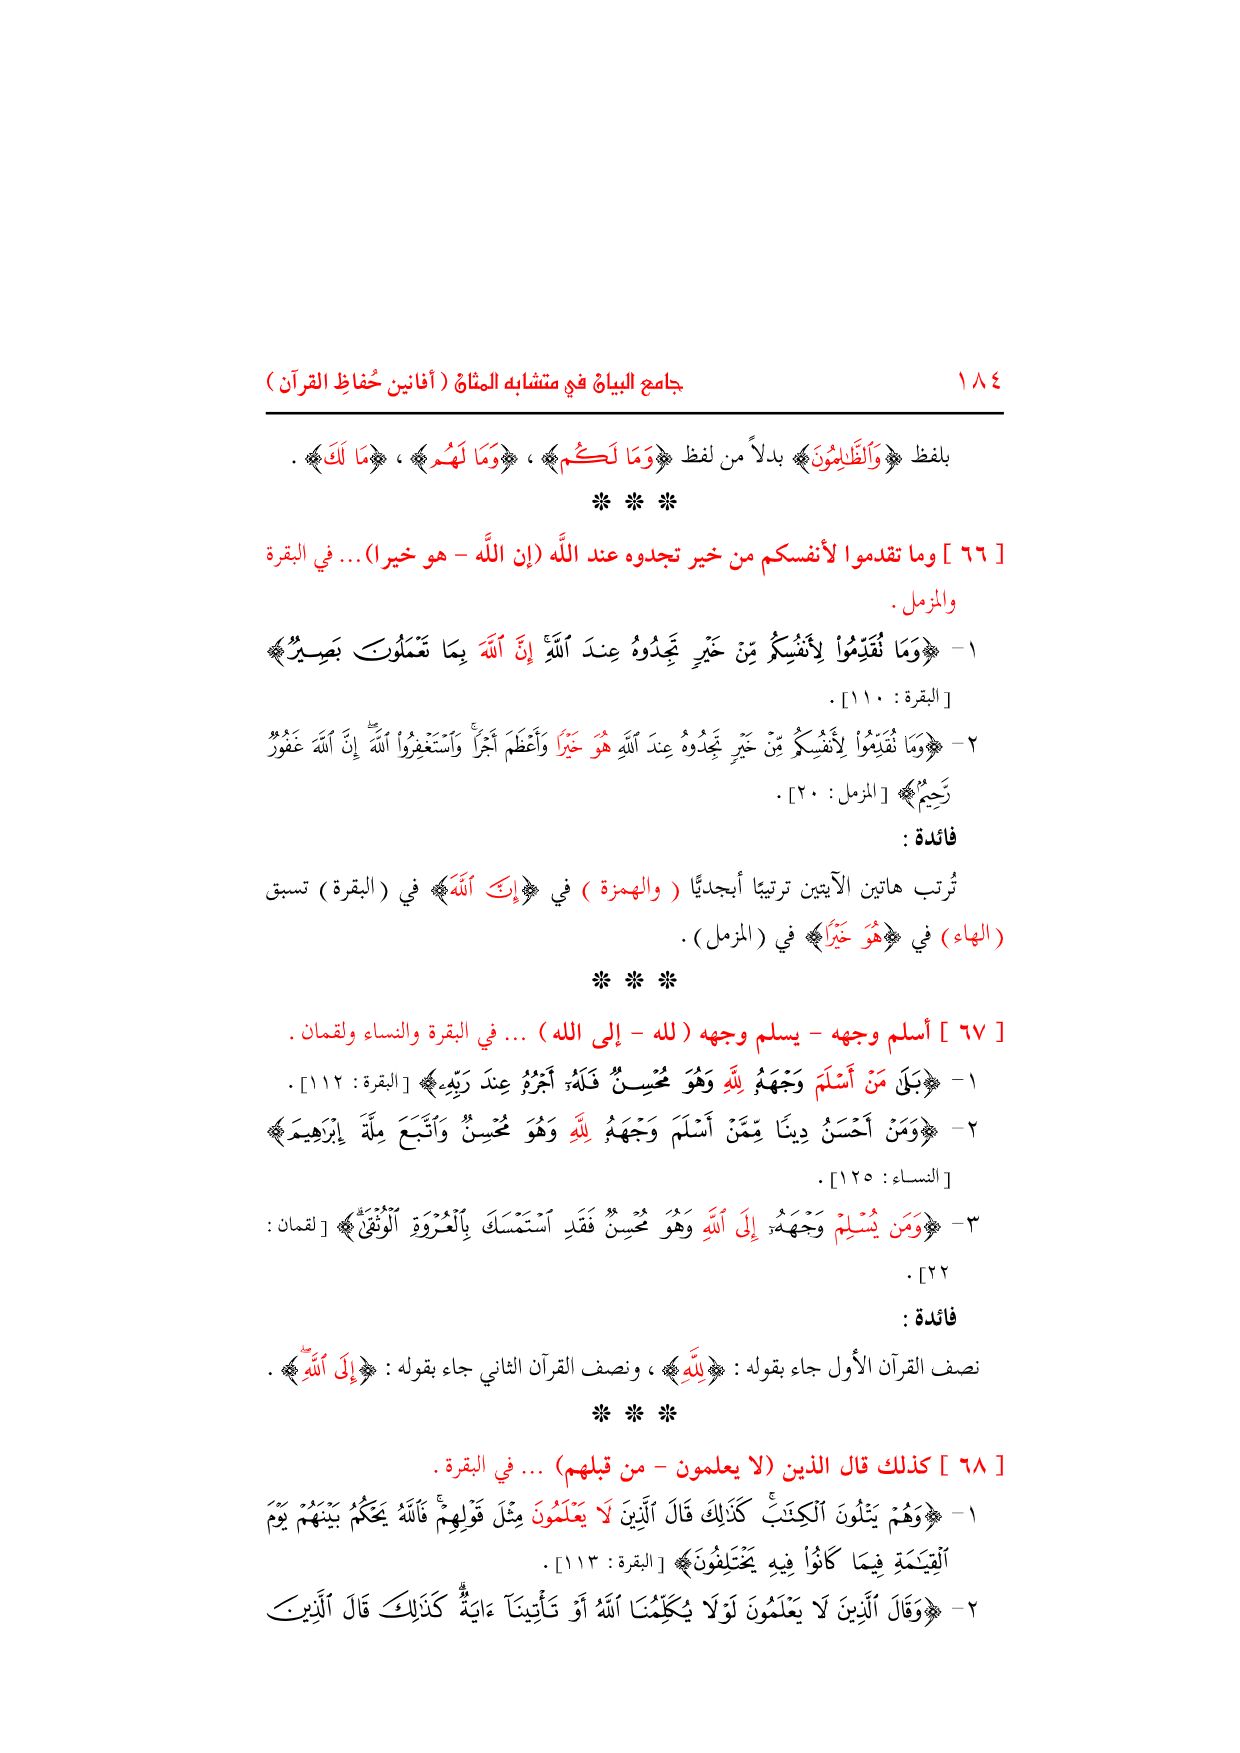 ١٨٤ جامع البيان في متشابه المثان ( أفانين حُفاظِ القرآن )
بلفظ ﴿وَٱلظَّٰلِمُونَ﴾ بدلاً من لفظ ﴿وَمَا لَكُم﴾ ، ﴿وَمَا لَهُم﴾ ، ﴿مَا لَكَ﴾ .
❊ ❊ ❊
[ ٦٦ ] وما تقدموا لأنفسكم من خير تجدوه عند اللَّه (إن اللَّه – هو خيرا)... في البقرة
والمزمل .
١ – ﴿وَمَا تُقَدِّمُوا۟ لِأَنفُسِكُم مِّنْ خَيْرٍ تَجِدُوهُ عِندَ ٱللَّهِ ۗ إِنَّ ٱللَّهَ بِمَا تَعْمَلُونَ بَصِيرٌ﴾
[ البقرة : ١١٠] .
٢ – ﴿وَمَا تُقَدِّمُوا۟ لِأَنفُسِكُم مِّنْ خَيْرٍ تَجِدُوهُ عِندَ ٱللَّهِ هُوَ خَيْرًا وَأَعْظَمَ أَجْرًا ۚ وَٱسْتَغْفِرُوا۟ ٱللَّهَ ۖ إِنَّ ٱللَّهَ غَفُورٌ
رَّحِيمٌ﴾ [ المزمل : ٢٠] .
فائدة :
تُرتب هاتين الآيتين ترتيبًا أبجديًّا ( والهمزة ) في ﴿إِنَّ ٱللَّهَ﴾ في ( البقرة ) تسبق
( الهاء ) في ﴿هُوَ خَيْرًا﴾ في ( المزمل ) .
❊ ❊ ❊
[ ٦٧ ] أسلم وجهه – يسلم وجهه ( لله – إلى الله ) ... في البقرة والنساء ولقمان .
١ – ﴿بَلَىٰ مَنْ أَسْلَمَ وَجْهَهُۥ لِلَّهِ وَهُوَ مُحْسِنٌ فَلَهُۥٓ أَجْرُهُۥ عِندَ رَبِّهِۦ﴾ [ البقرة : ١١٢] .
٢ – ﴿وَمَنْ أَحْسَنُ دِينًا مِّمَّنْ أَسْلَمَ وَجْهَهُۥ لِلَّهِ وَهُوَ مُحْسِنٌ وَٱتَّبَعَ مِلَّةَ إِبْرَٰهِيمَ﴾
[ النساء : ١٢٥] .
٣ – ﴿وَمَن يُسْلِمْ وَجْهَهُۥٓ إِلَى ٱللَّهِ وَهُوَ مُحْسِنٌ فَقَدِ ٱسْتَمْسَكَ بِٱلْعُرْوَةِ ٱلْوُثْقَىٰ ۗ﴾ [ لقمان :
٢٢] .
فائدة :
نصف القرآن الأول جاء بقوله : ﴿لِلَّهِ﴾ ، ونصف القرآن الثاني جاء بقوله : ﴿إِلَى ٱللَّهِ ۖ﴾ .
❊ ❊ ❊
[ ٦٨ ] كذلك قال الذين (لا يعلمون – من قبلهم) ... في البقرة .
١ – ﴿وَهُمْ يَتْلُونَ ٱلْكِتَٰبَ ۗ كَذَٰلِكَ قَالَ ٱلَّذِينَ لَا يَعْلَمُونَ مِثْلَ قَوْلِهِمْ ۚ فَٱللَّهُ يَحْكُمُ بَيْنَهُمْ يَوْمَ
ٱلْقِيَٰمَةِ فِيمَا كَانُوا۟ فِيهِ يَخْتَلِفُونَ﴾ [ البقرة : ١١٣] .
٢ – ﴿وَقَالَ ٱلَّذِينَ لَا يَعْلَمُونَ لَوْلَا يُكَلِّمُنَا ٱللَّهُ أَوْ تَأْتِينَآ ءَايَةٌ ۗ كَذَٰلِكَ قَالَ ٱلَّذِينَ